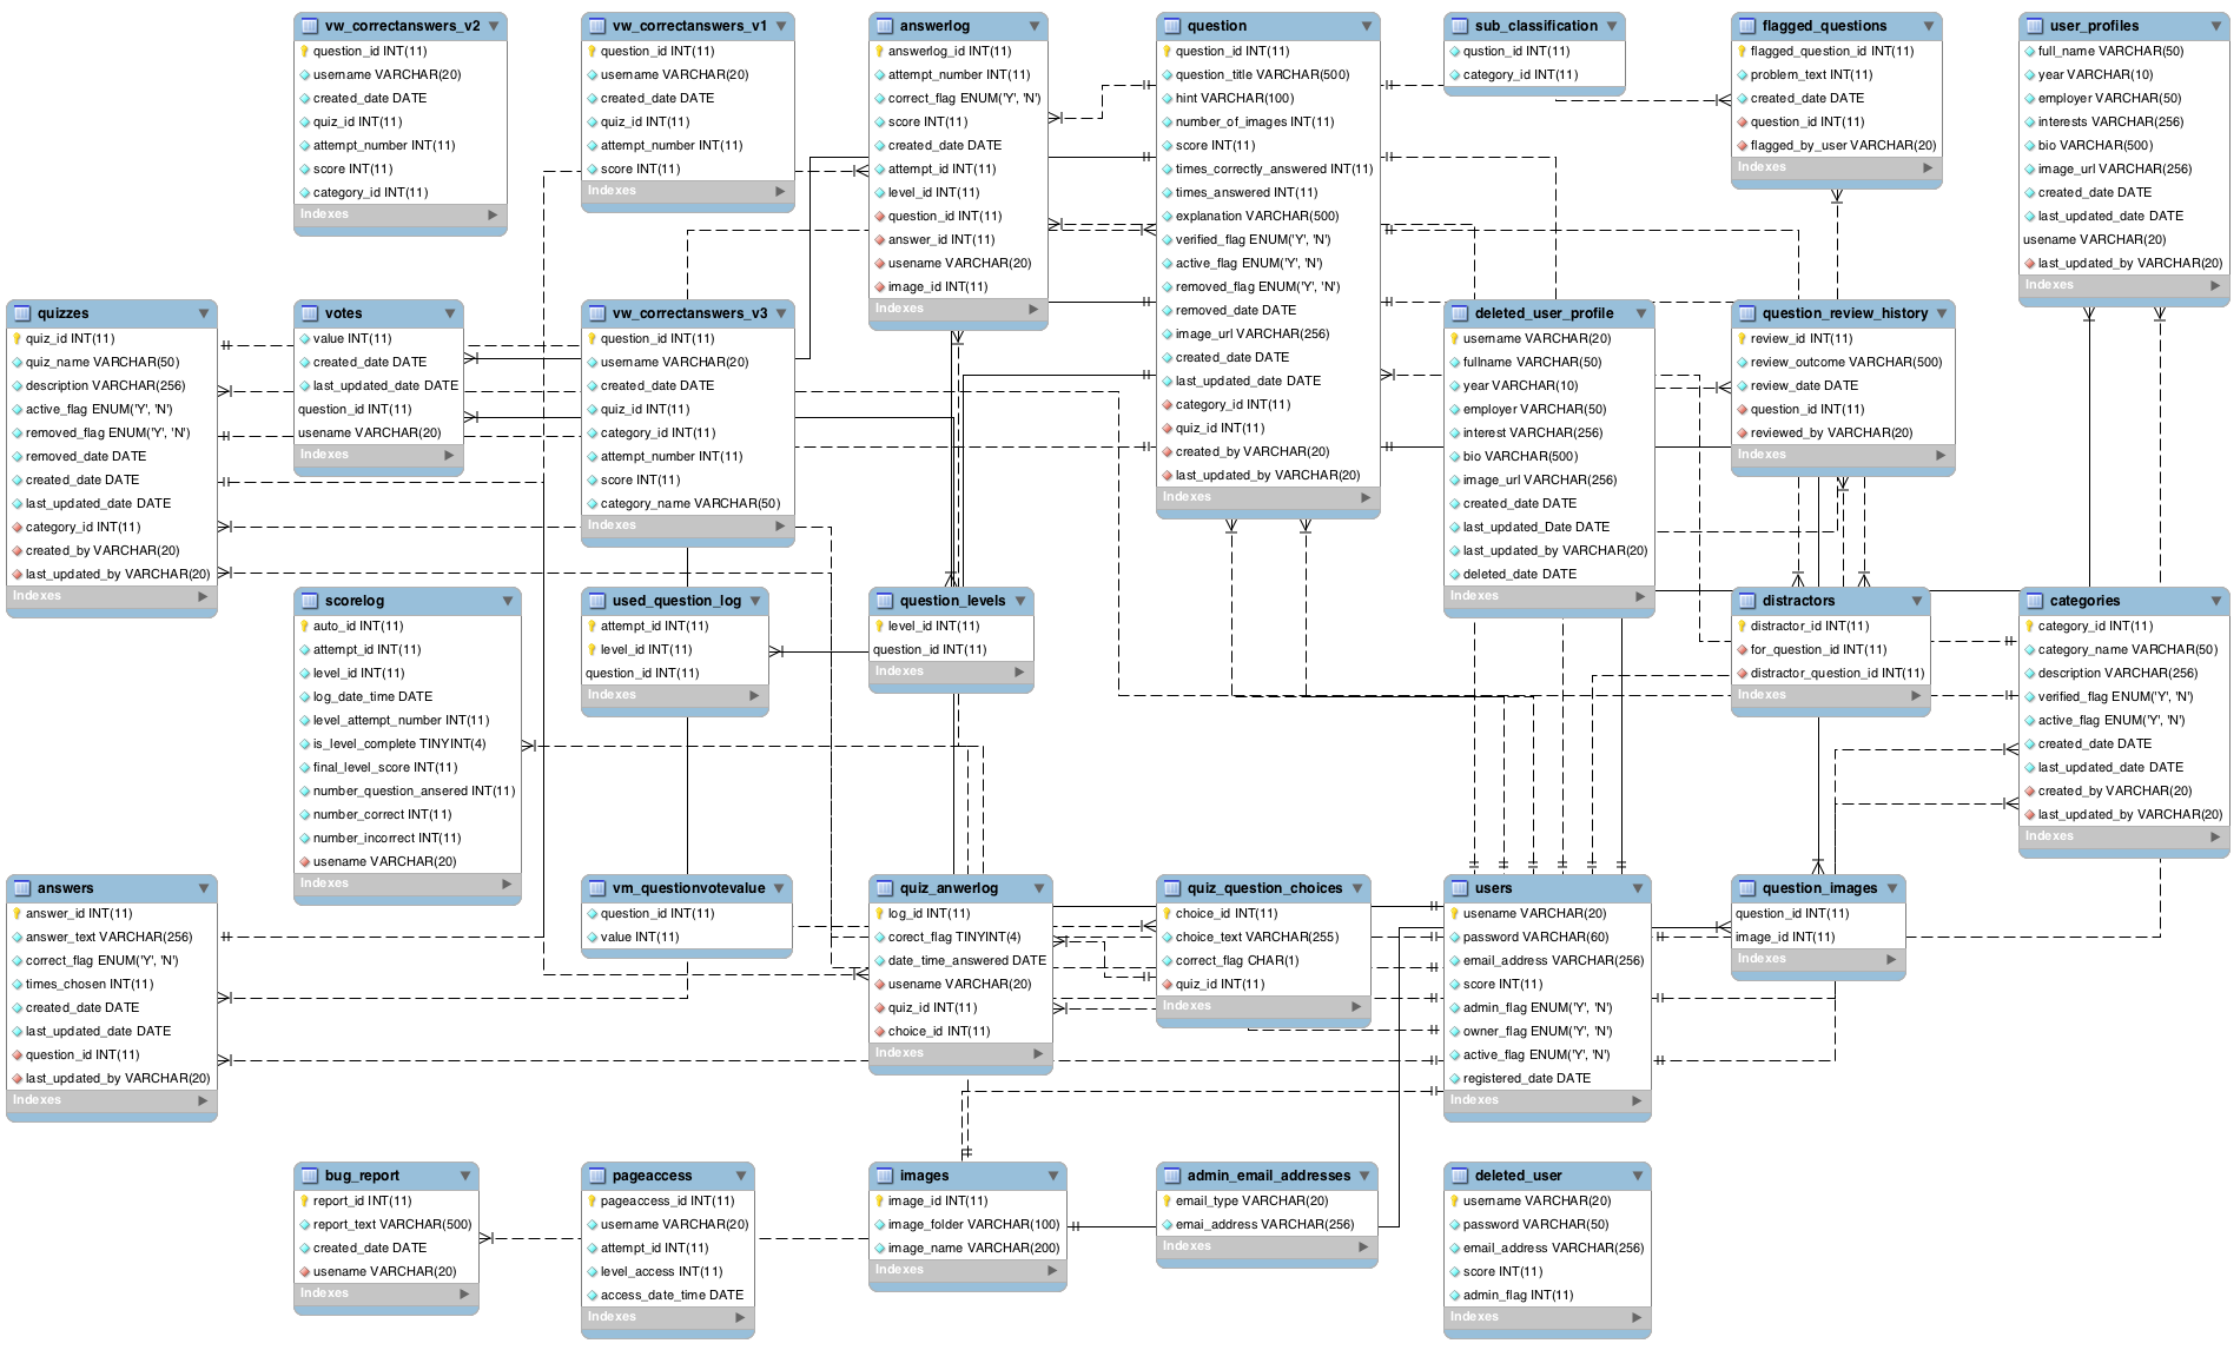 vw_correctanswers_v2
question_id INT(11)
username VARCHAR(20)
created_date DATE
quiz_id INT(11)
attempt_number INT(11)
score INT(11)
category_id INT(11)
Indexes
vw_correctanswers_v1
question_id INT(11)
username VARCHAR(20)
created_date DATE
quiz_id INT(11)
attempt_number INT(11)
score INT(11)
Indexes
answerlog
answerlog_id INT(11)
attempt_number INT(11)
correct_flag ENUM('Y', 'N')
score INT(11)
created_date DATE
attempt_id INT(11)
level_id INT(11)
question_id INT(11)
answer_id INT(11)
usename VARCHAR(20)
image_id INT(11)
Indexes
question
question_id INT(11)
question_title VARCHAR(500)
hint VARCHAR(100)
number_of_images INT(11)
score INT(11)
times_correctly_answered INT(11)
times_answered INT(11)
explanation VARCHAR(500)
verified_flag ENUM('Y', 'N')
active_flag ENUM('Y', 'N')
removed_flag ENUM('Y', 'N')
removed_date DATE
image_url VARCHAR(256)
created_date DATE
last_updated_date DATE
category_id INT(11)
quiz_id INT(11)
created_by VARCHAR(20)
last_updated_by VARCHAR(20)
Indexes
sub_classification
qustion_id INT(11)
category_id INT(11)
flagged_questions
flagged_question_id INT(11)
problem_text INT(11)
created_date DATE
question_id INT(11)
flagged_by_user VARCHAR(20)
Indexes
user_profiles
full_name VARCHAR(50)
year VARCHAR(10)
employer VARCHAR(50)
interests VARCHAR(256)
bio VARCHAR(500)
image_url VARCHAR(256)
created_date DATE
last_updated_date DATE
usename VARCHAR(20)
last_updated_by VARCHAR(20)
Indexes
quizzes
quiz_id INT(11)
quiz_name VARCHAR(50)
description VARCHAR(256)
active_flag ENUM('Y', 'N')
removed_flag ENUM('Y', 'N')
removed_date DATE
created_date DATE
last_updated_date DATE
category_id INT(11)
created_by VARCHAR(20)
last_updated_by VARCHAR(20)
Indexes
votes
value INT(11)
created_date DATE
last_updated_date DATE
question_id INT(11)
usename VARCHAR(20)
Indexes
vw_correctanswers_v3
question_id INT(11)
username VARCHAR(20)
created_date DATE
quiz_id INT(11)
category_id INT(11)
attempt_number INT(11)
score INT(11)
category_name VARCHAR(50)
Indexes
deleted_user_profile
username VARCHAR(20)
fullname VARCHAR(50)
year VARCHAR(10)
employer VARCHAR(50)
interest VARCHAR(256)
bio VARCHAR(500)
image_url VARCHAR(256)
created_date DATE
last_updated_Date DATE
last_updated_by VARCHAR(20)
deleted_date DATE
Indexes
question_review_history
review_id INT(11)
review_outcome VARCHAR(500)
review_date DATE
question_id INT(11)
reviewed_by VARCHAR(20)
Indexes
scorelog
auto_id INT(11)
attempt_id INT(11)
level_id INT(11)
log_date_time DATE
level_attempt_number INT(11)
is_level_complete TINYINT(4)
final_level_score INT(11)
number_question_ansered INT(11)
number_correct INT(11)
number_incorrect INT(11)
usename VARCHAR(20)
Indexes
used_question_log
attempt_id INT(11)
level_id INT(11)
question_id INT(11)
Indexes
question_levels
level_id INT(11)
question_id INT(11)
Indexes
distractors
distractor_id INT(11)
for_question_id INT(11)
distractor_question_id INT(11)
Indexes
categories
category_id INT(11)
category_name VARCHAR(50)
description VARCHAR(256)
verified_flag ENUM('Y', 'N')
active_flag ENUM('Y', 'N')
created_date DATE
last_updated_date DATE
created_by VARCHAR(20)
last_updated_by VARCHAR(20)
Indexes
answers
answer_id INT(11)
answer_text VARCHAR(256)
correct_flag ENUM('Y', 'N')
times_chosen INT(11)
created_date DATE
last_updated_date DATE
question_id INT(11)
last_updated_by VARCHAR(20)
Indexes
vm_questionvotevalue
question_id INT(11)
value INT(11)
quiz_anwerlog
log_id INT(11)
corect_flag TINYINT(4)
date_time_answered DATE
usename VARCHAR(20)
quiz_id INT(11)
choice_id INT(11)
Indexes
quiz_question_choices
choice_id INT(11)
choice_text VARCHAR(255)
correct_flag CHAR(1)
quiz_id INT(11)
Indexes
users
usename VARCHAR(20)
password VARCHAR(60)
email_address VARCHAR(256)
score INT(11)
admin_flag ENUM('Y', 'N')
owner_flag ENUM('Y', 'N')
active_flag ENUM('Y', 'N')
registered_date DATE
Indexes
question_images
question_id INT(11)
image_id INT(11)
Indexes
bug_report
report_id INT(11)
report_text VARCHAR(500)
created_date DATE
usename VARCHAR(20)
Indexes
pageaccess
pageaccess_id INT(11)
username VARCHAR(20)
attempt_id INT(11)
level_access INT(11)
access_date_time DATE
Indexes
images
image_id INT(11)
image_folder VARCHAR(100)
image_name VARCHAR(200)
Indexes
admin_email_addresses
email_type VARCHAR(20)
emai_address VARCHAR(256)
Indexes
deleted_user
username VARCHAR(20)
password VARCHAR(50)
email_address VARCHAR(256)
score INT(11)
admin_flag INT(11)
Indexes